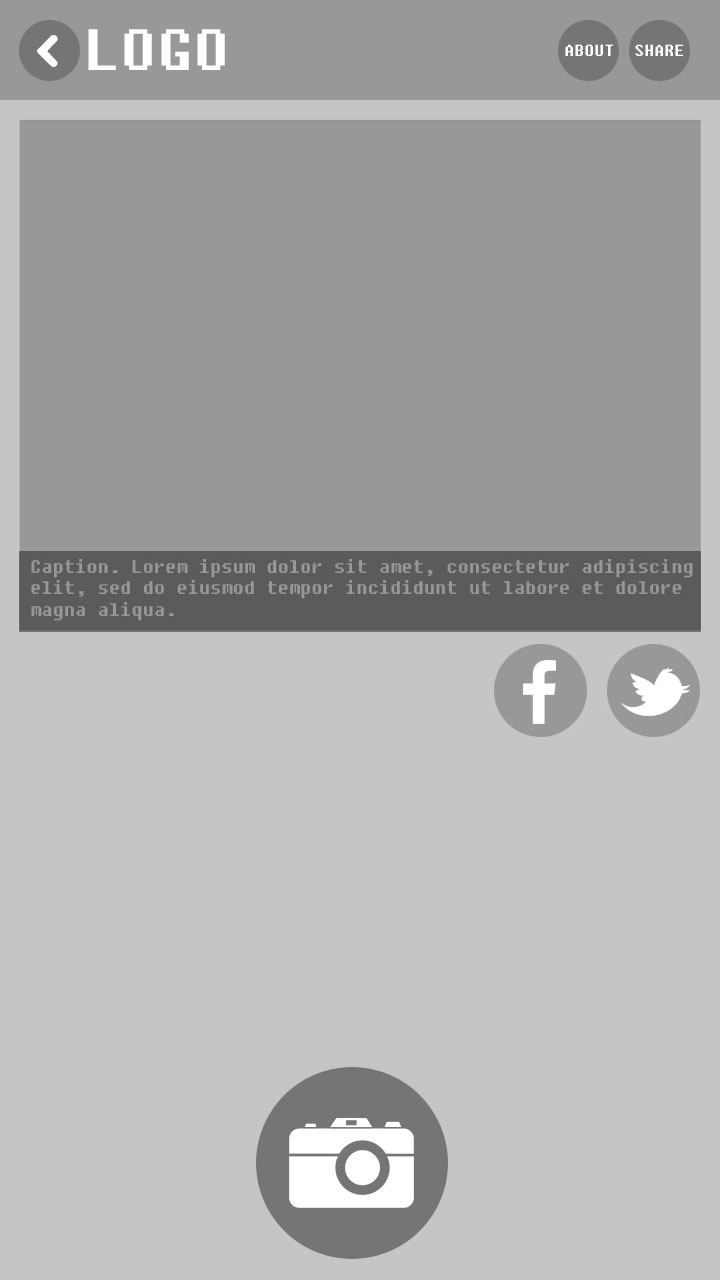 LOGO
ABOUT
SHARE
Caption. Lorem ipsum dolor sit amet, consectetur adipiscing
elit, sed do eiusmod tempor incididunt ut labore et dolore
magna aliqua.